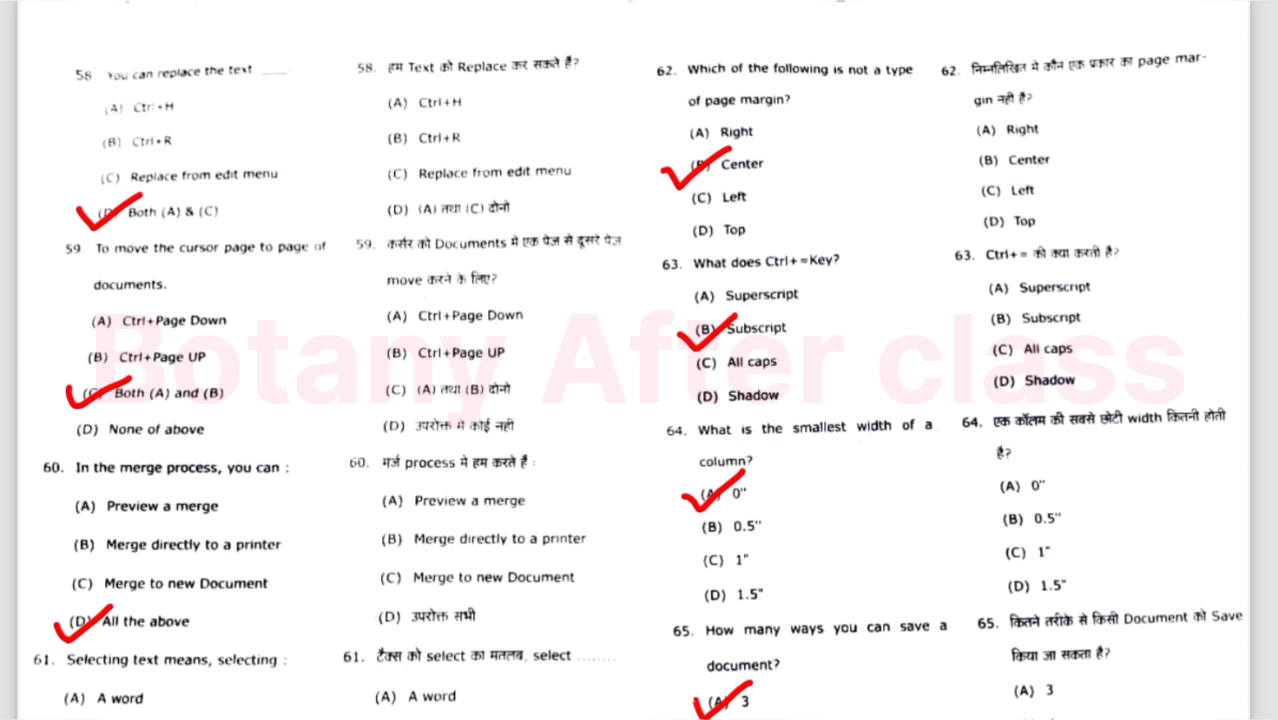 58 You can replace the text ____.
(A) Ctrl+H
(B) Ctrl+R
(C) Replace from edit menu
(D) Both (A) & (C)
59. To move the cursor page to page of
documents.
(A) Ctrl+Page Down
(B) Ctrl+Page UP
(C) Both (A) and (B)
(D) None of above
60. In the merge process, you can :
(A) Preview a merge
(B) Merge directly to a printer
(C) Merge to new Document
(D) All the above
61. Selecting text means, selecting :
(A) A word
58. हम Text को Replace कर सकते हैं?
(A) Ctrl+H
(B) Ctrl+R
(C) Replace from edit menu
(D) (A) तथा (C) दोनो
59. कर्सर को Documents मे एक पेज से दूसरे पेज
move करने के लिए?
(A) Ctrl+Page Down
(B) Ctrl+Page UP
(C) (A) तथा (B) दोनो
(D) उपरोक्त मे कोई नहीं
60. मर्ज process मे हम करते हैं :
(A) Preview a merge
(B) Merge directly to a printer
(C) Merge to new Document
(D) उपरोक्त सभी
61. टैक्स को select का मतलब, select ........
(A) A word
62. Which of the following is not a type
of page margin?
(A) Right
(B) Center
(C) Left
(D) Top
63. What does Ctrl+=Key?
(A) Superscript
(B) Subscript
(C) All caps
(D) Shadow
64. What is the smallest width of a
column?
(A) 0"
(B) 0.5"
(C) 1"
(D) 1.5"
65. How many ways you can save a
document?
(A) 3
62. निम्नलिखित मे कौन एक प्रकार का page mar-
gin नही है?
(A) Right
(B) Center
(C) Left
(D) Top
63. Ctrl+= की क्या करती है?
(A) Superscript
(B) Subscript
(C) All caps
(D) Shadow
64. एक कॉलम की सबसे छोटी width कितनी होती
है?
(A) 0"
(B) 0.5"
(C) 1"
(D) 1.5"
65. कितने तरीके से किसी Document को Save
किया जा सकता है?
(A) 3
Botany After class